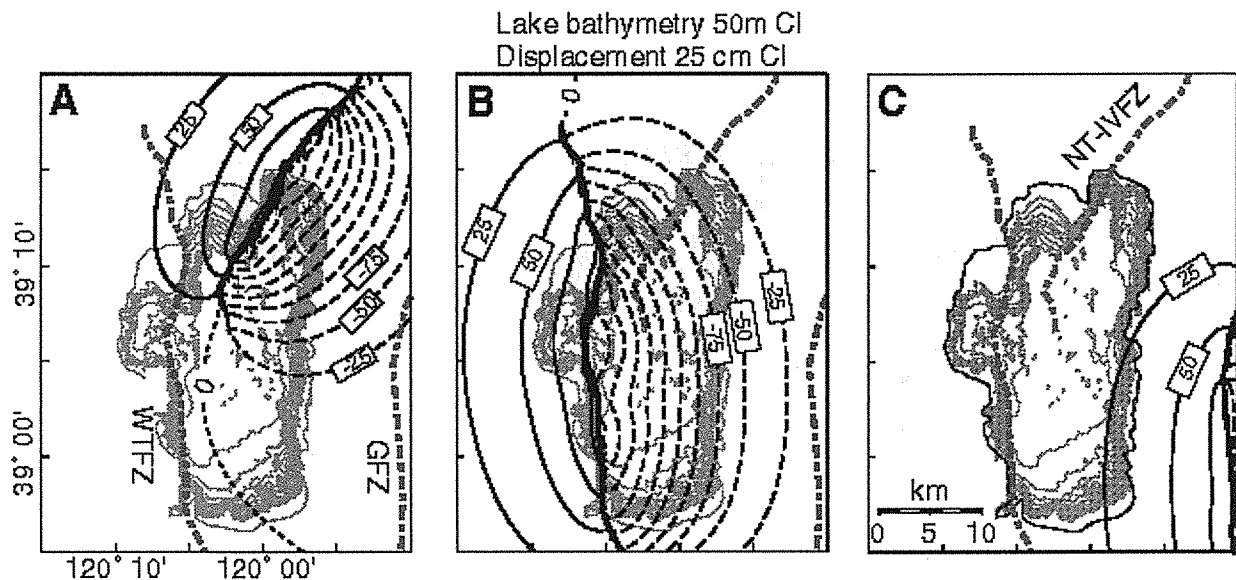 Lake bathymetry 50m CI
Displacement 25 cm CI
A
25
50
-75
-50
-25
0
WTFZ
GFZ
39° 10'
39° 00'
120° 10'
120° 00'
B
0
25
50
-75
-50
-25
C
NT-IVFZ
25
50
km
0 5 10